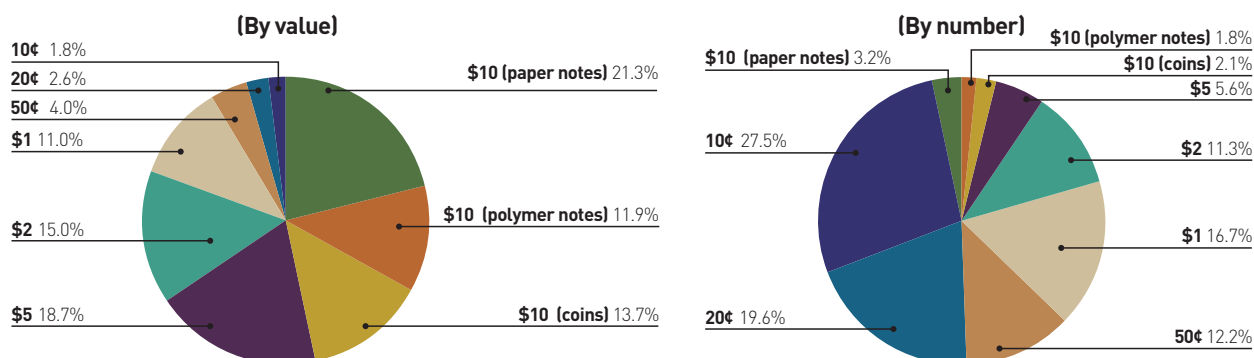 (By value)
10¢ 1.8%
20¢ 2.6%
50¢ 4.0%
$1 11.0%
$2 15.0%
$5 18.7%
$10 (paper notes) 21.3%
$10 (polymer notes) 11.9%
$10 (coins) 13.7%
(By number)
$10 (paper notes) 3.2%
10¢ 27.5%
20¢ 19.6%
$10 (polymer notes) 1.8%
$10 (coins) 2.1%
$5 5.6%
$2 11.3%
$1 16.7%
50¢ 12.2%